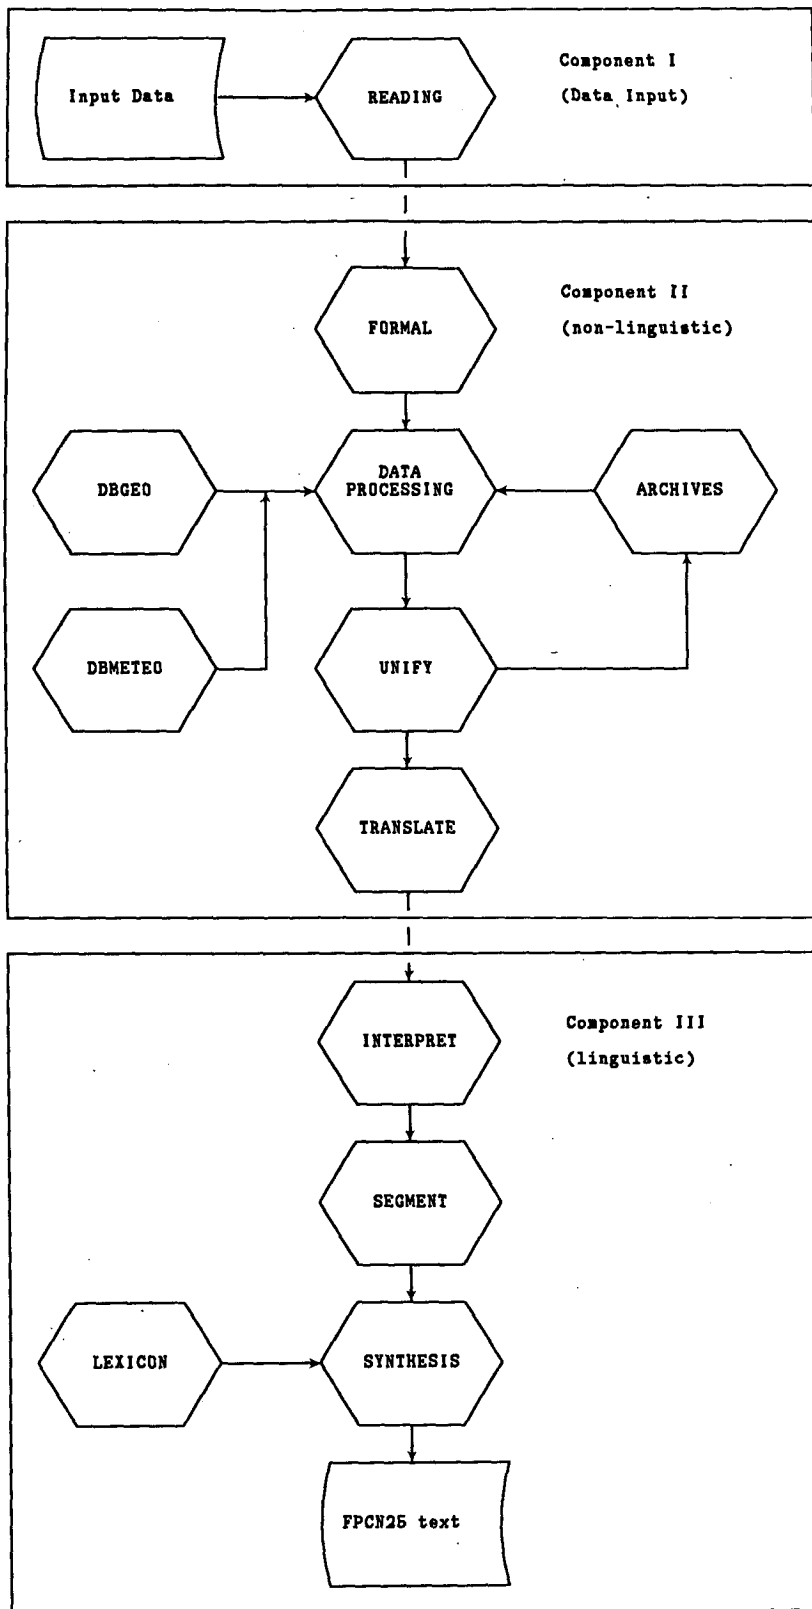 Input Data
READING
Component I
(Data Input)
FORMAL
Component II
(non-linguistic)
DBGEO
DATA
PROCESSING
ARCHIVES
DBMETEO
UNIFY
TRANSLATE
INTERPRET
Component III
(linguistic)
SEGMENT
LEXICON
SYNTHESIS
FPCN25 text